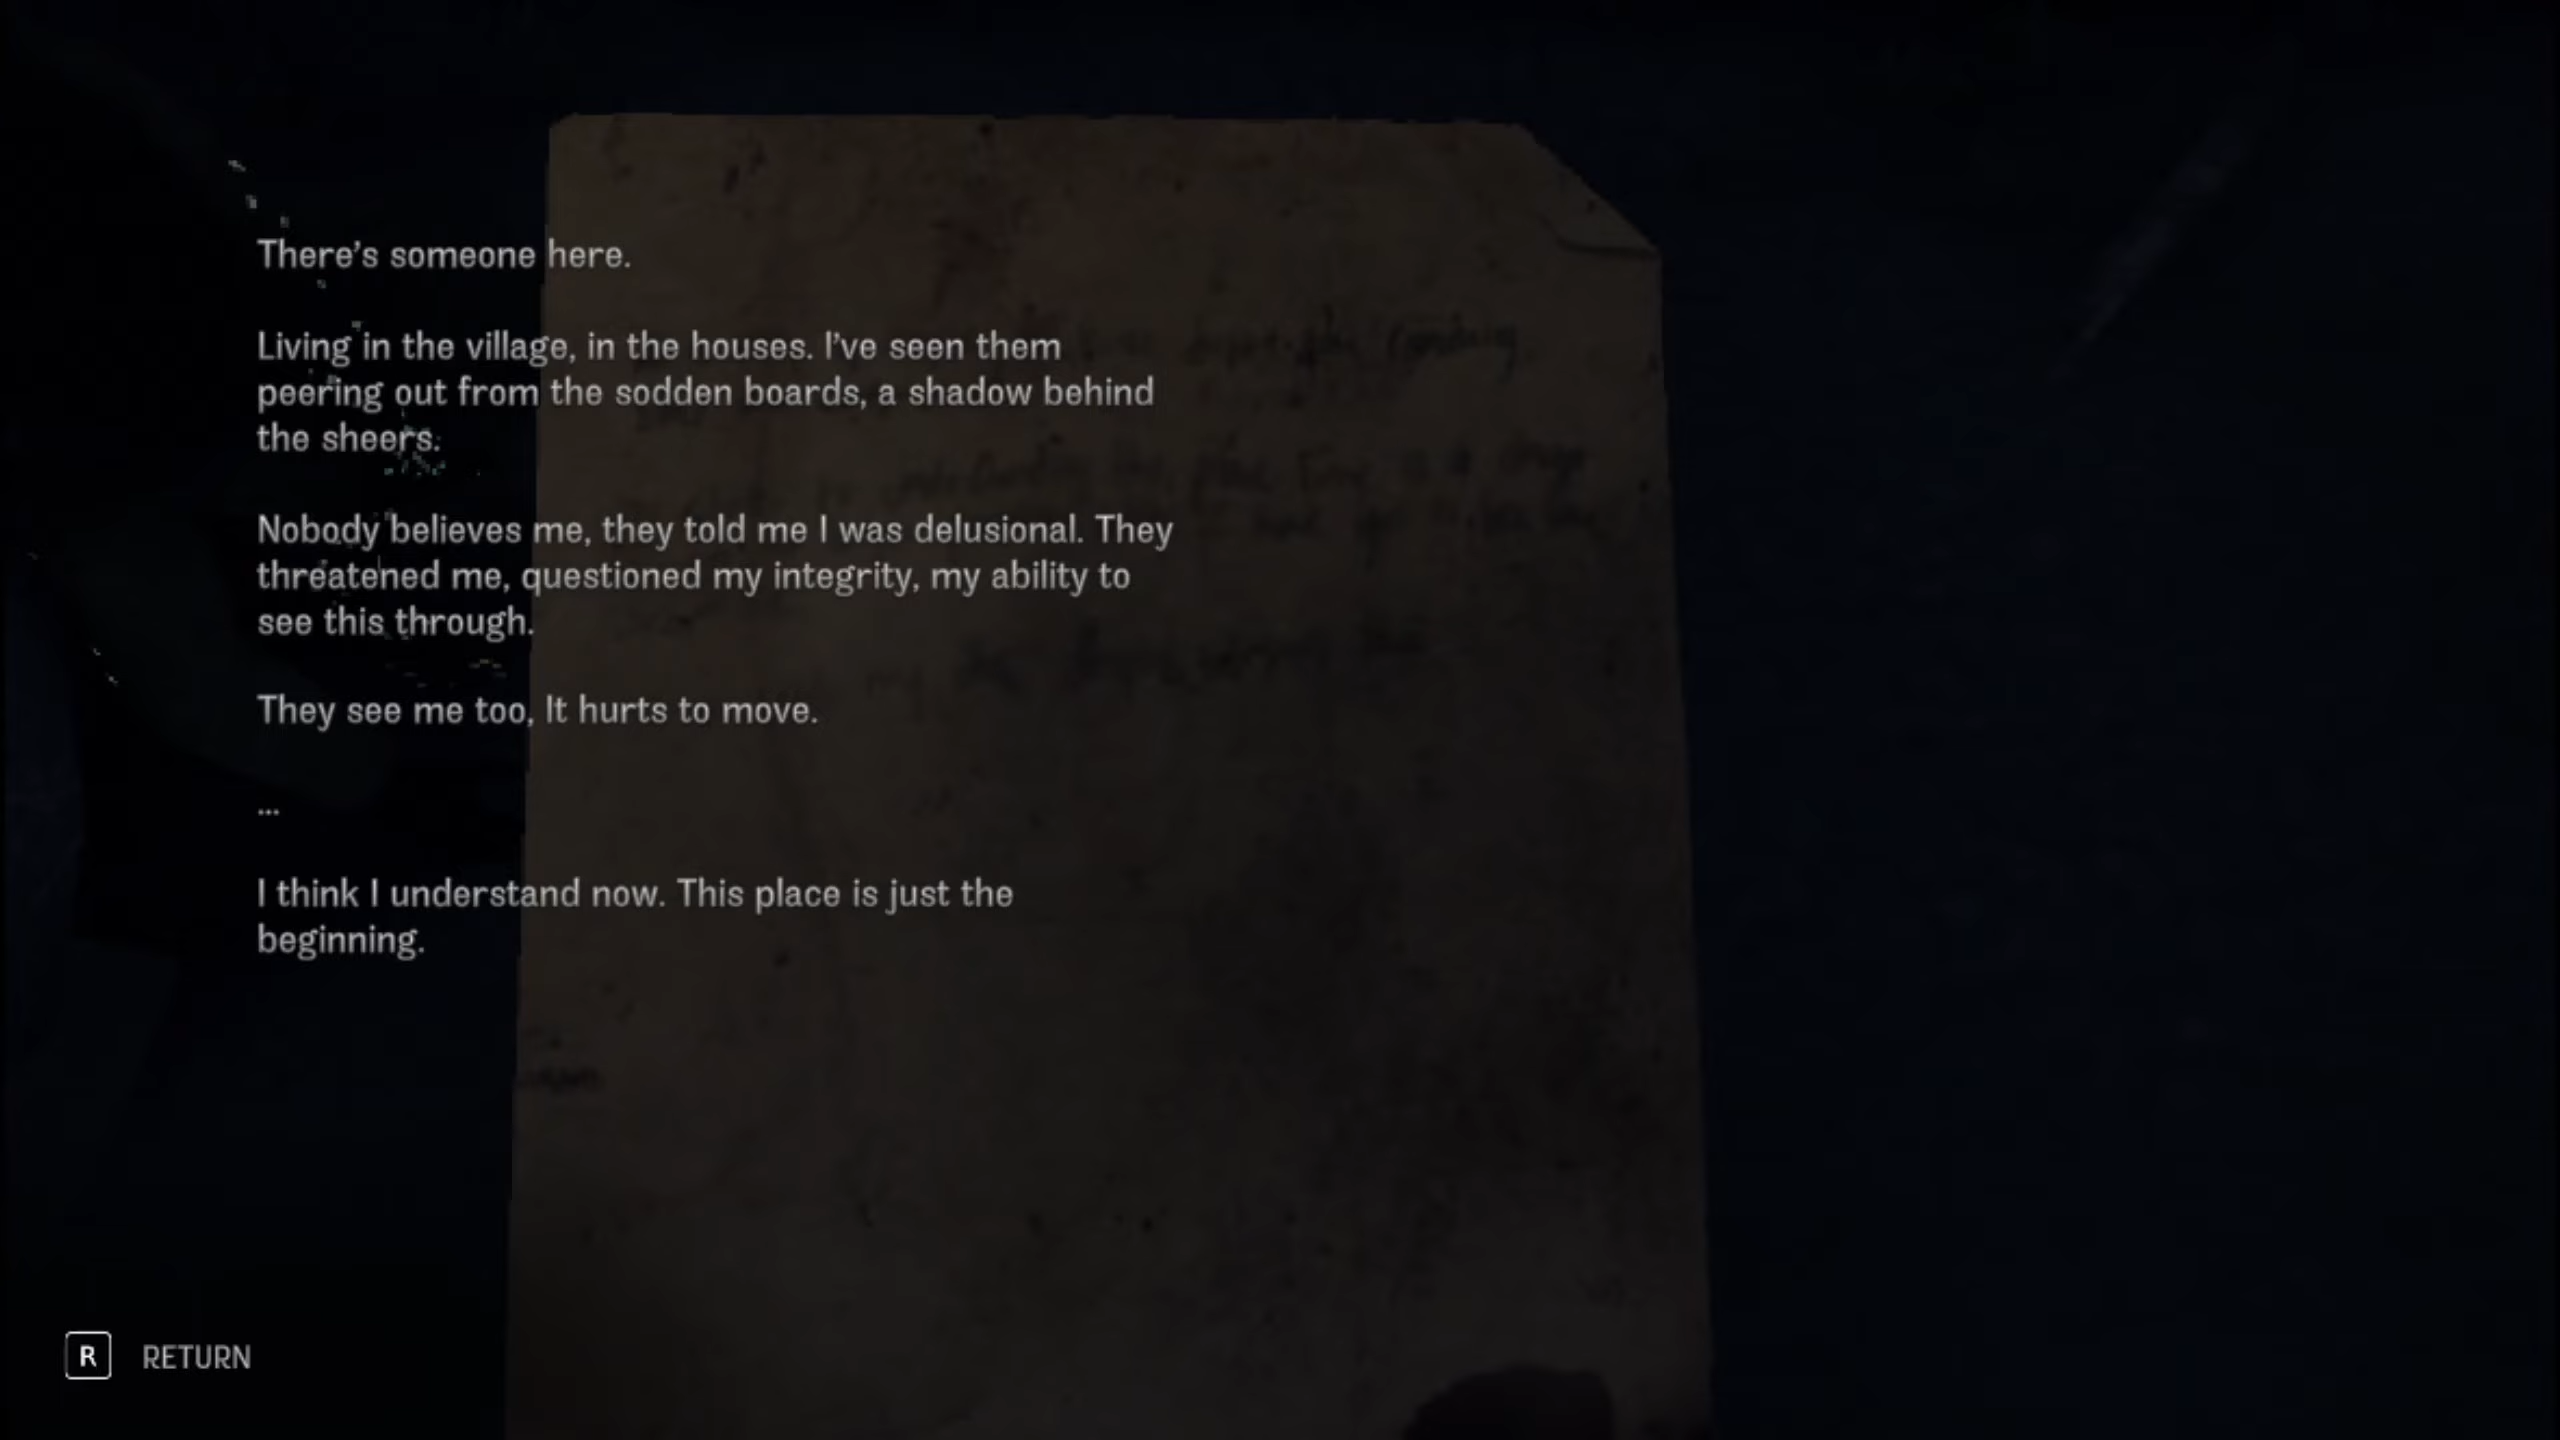 There's someone here.
Living in the village, in the houses. I've seen them
peering out from the sodden boards, a shadow behind
the sheers.
Nobody believes me, they told me I was delusional. They
threatened me, questioned my integrity, my ability to
see this through.
They see me too, It hurts to move.
...
I think I understand now. This place is just the
beginning.
R RETURN